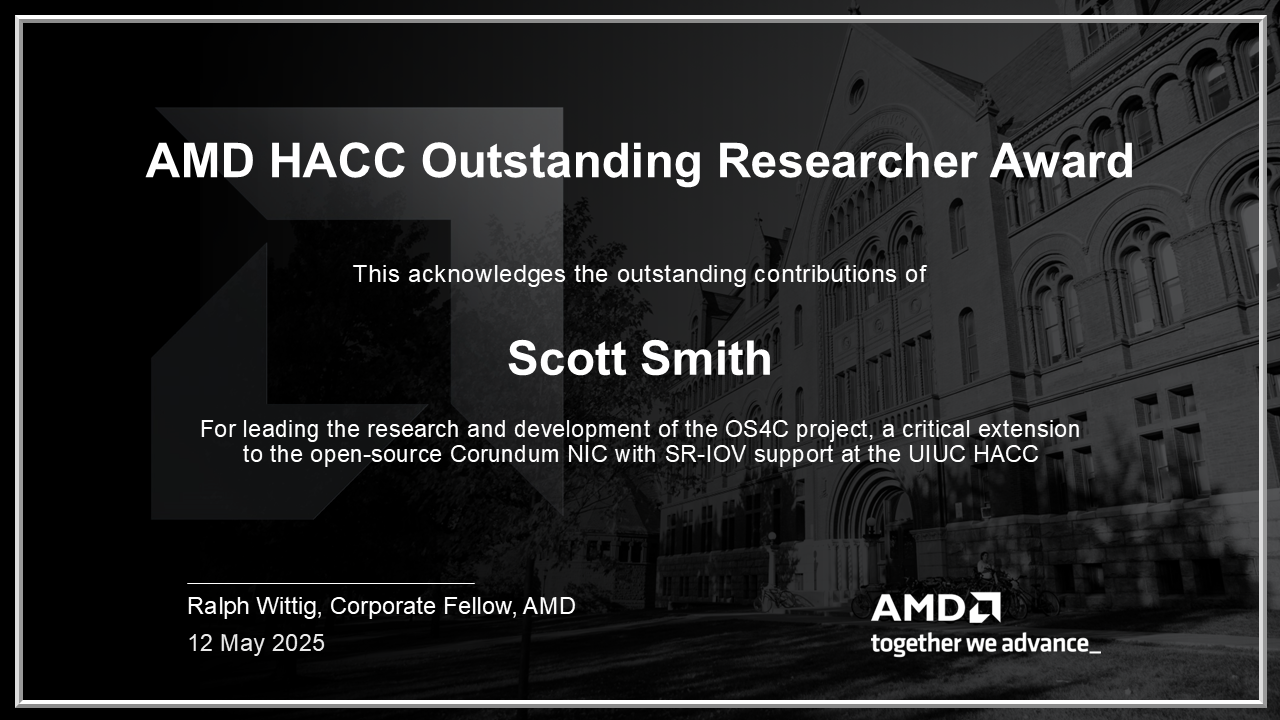 AMD HACC Outstanding Researcher Award
This acknowledges the outstanding contributions of
Scott Smith
For leading the research and development of the OS4C project, a critical extension
to the open-source Corundum NIC with SR-IOV support at the UIUC HACC
Ralph Wittig, Corporate Fellow, AMD
12 May 2025
AMD
together we advance_